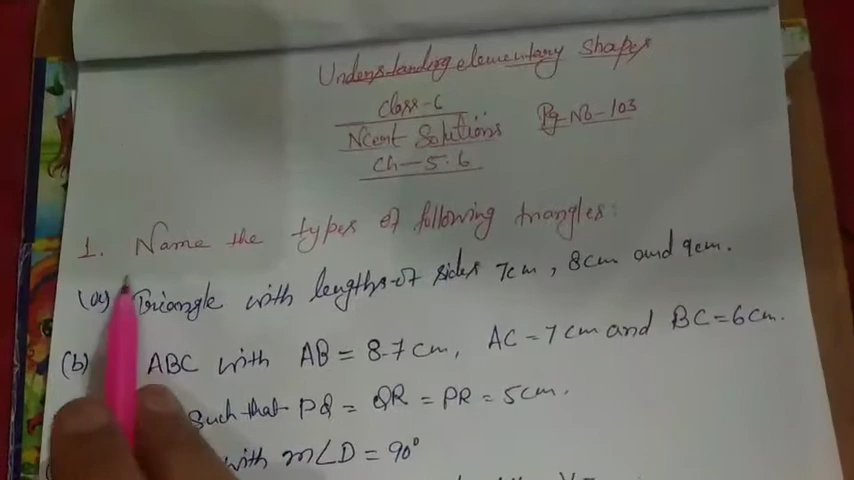 Understanding elementary Shapes
Class-6
Ncert Solutions Pg-No-103
Ch-5.6
1. Name the types of following triangles:
(a) Triangle with lengths of sides 7cm, 8cm and 9cm.
(b) ABC with AB = 8.7 cm, AC = 7 cm and BC = 6 cm.
Such that PQ = QR = PR = 5 cm.
with m∠D = 90°